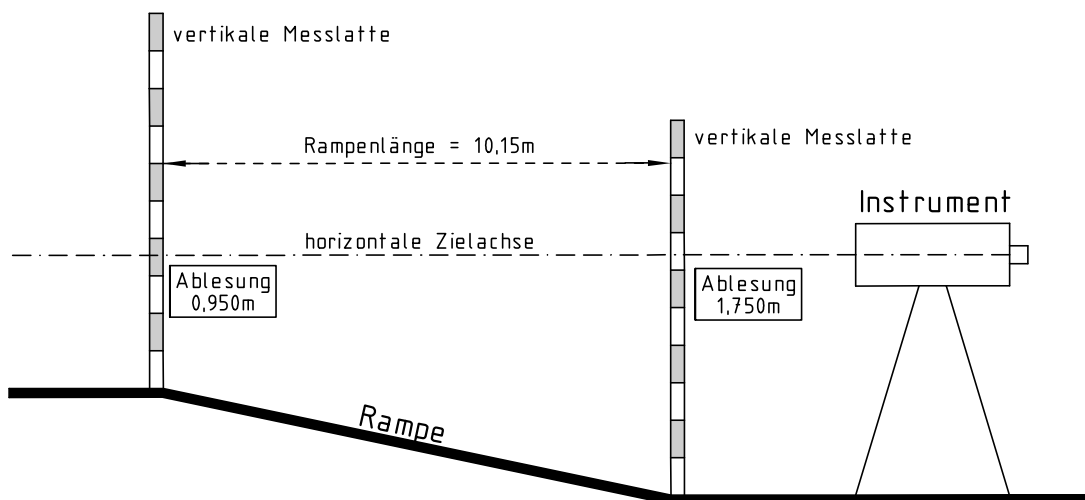 vertikale Messlatte
Rampenlänge = 10,15m
vertikale Messlatte
Instrument
horizontale Zielachse
Ablesung
0,950m
Ablesung
1,750m
Rampe